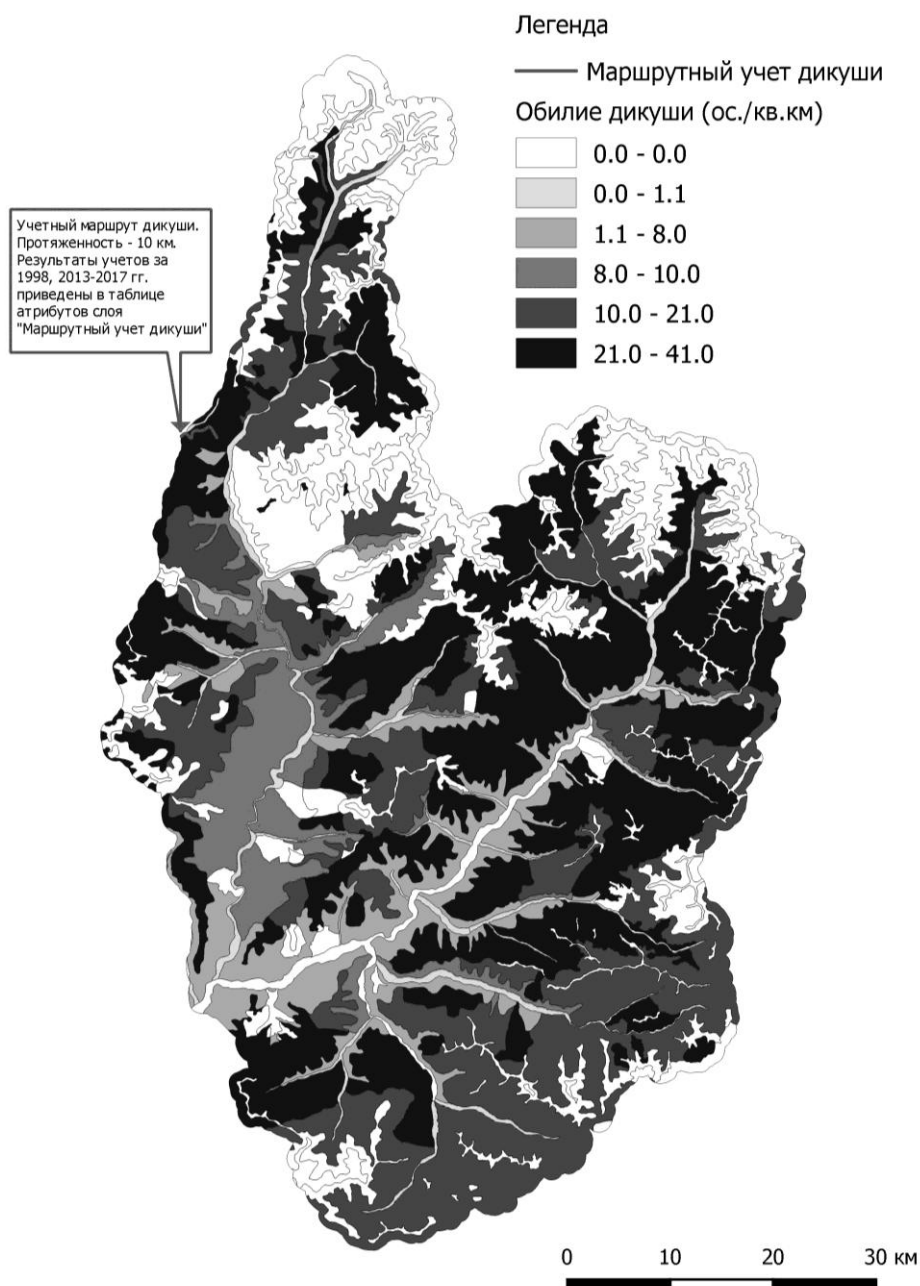 Легенда
Маршрутный учет дикуши
Обилие дикуши (ос./кв.км)
0.0 - 0.0
0.0 - 1.1
1.1 - 8.0
8.0 - 10.0
10.0 - 21.0
21.0 - 41.0
Учетный маршрут дикуши.
Протяженность - 10 км.
Результаты учетов за
1998, 2013-2017 гг.
приведены в таблице
атрибутов слоя
"Маршрутный учет дикуши"
0 10 20 30 км